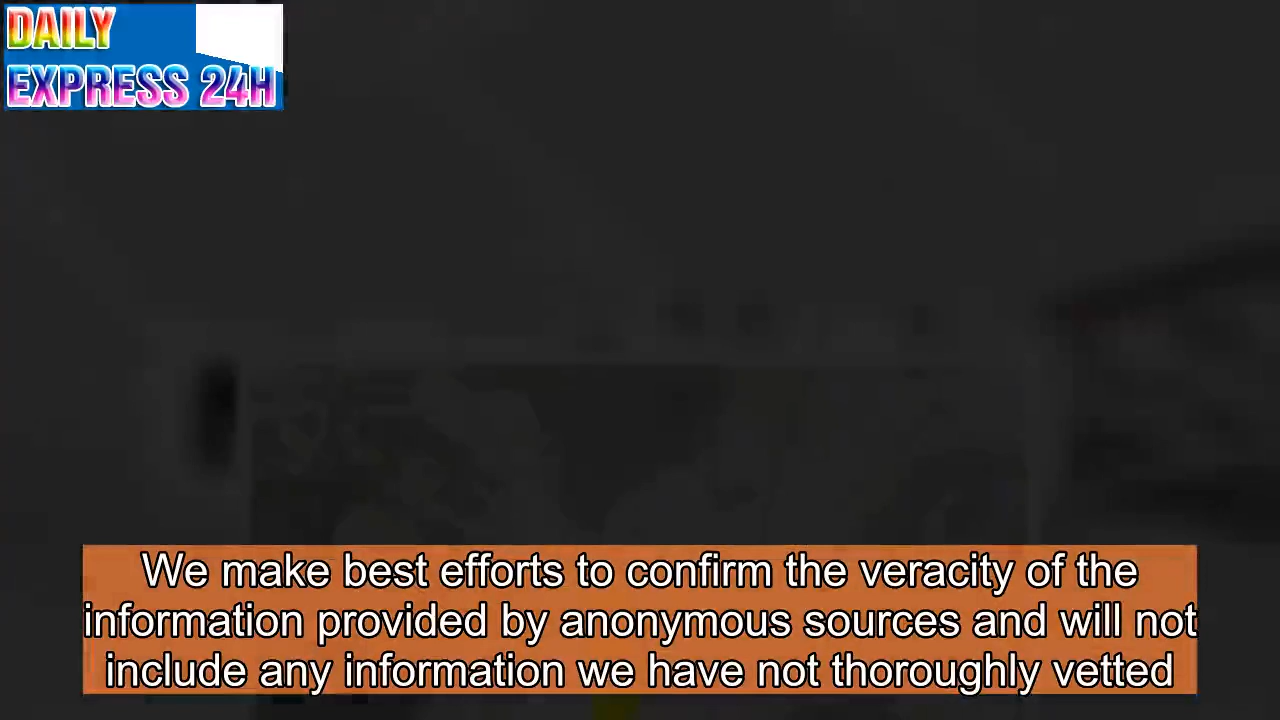 DAILY
EXPRESS 24H
We make best efforts to confirm the veracity of the
information provided by anonymous sources and will not
include any information we have not thoroughly vetted